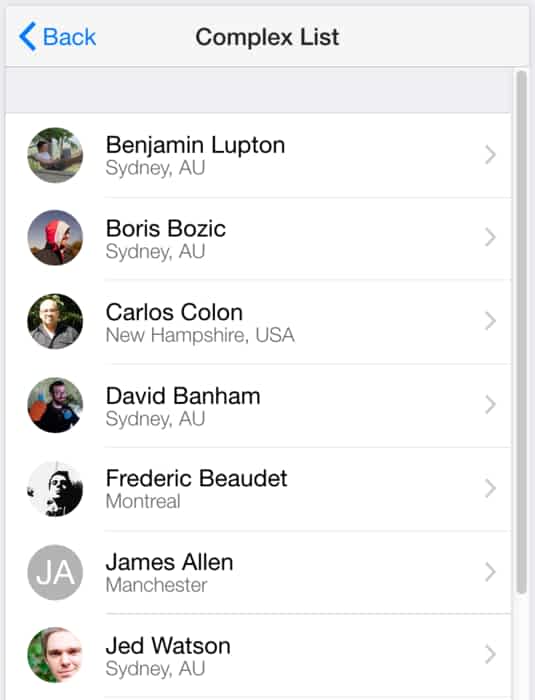 Back
Complex List
Benjamin Lupton
Sydney, AU
Boris Bozic
Sydney, AU
Carlos Colon
New Hampshire, USA
David Banham
Sydney, AU
Frederic Beaudet
Montreal
JA
James Allen
Manchester
Jed Watson
Sydney, AU